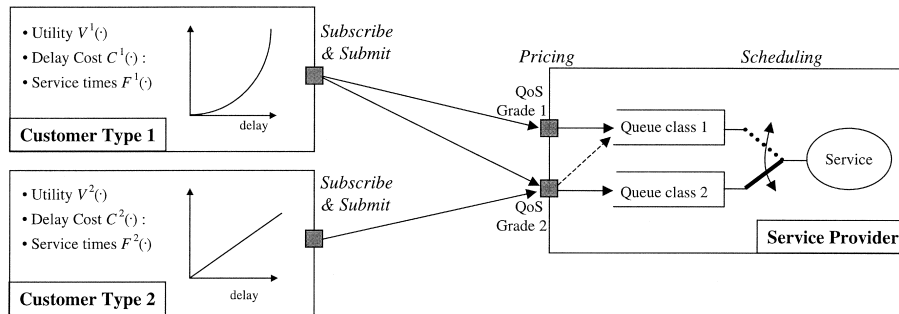 • Utility V¹(·)
• Delay Cost C¹(·) :
• Service times F¹(·)
delay
Customer Type 1
Subscribe
& Submit
• Utility V²(·)
• Delay Cost C²(·) :
• Service times F²(·)
delay
Customer Type 2
Subscribe
& Submit
Pricing
Scheduling
QoS
Grade 1
Queue class 1
Service
QoS
Grade 2
Queue class 2
Service Provider